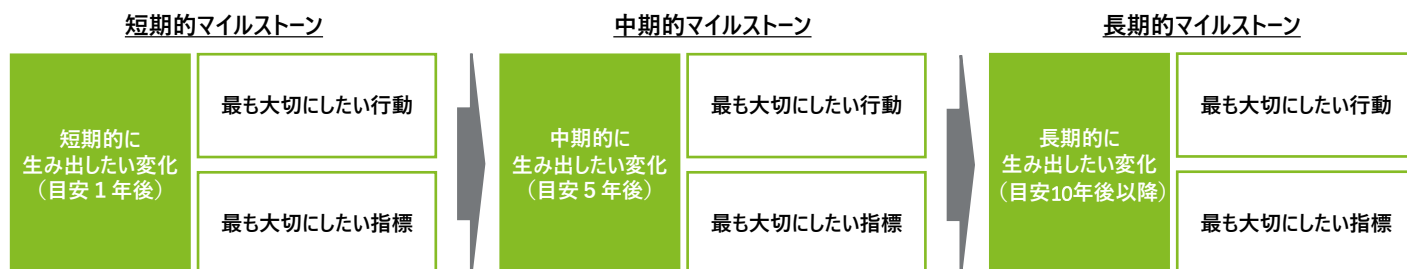 短期的マイルストーン
短期的に
生み出したい変化
（目安１年後）
最も大切にしたい行動
最も大切にしたい指標
中期的マイルストーン
中期的に
生み出したい変化
（目安５年後）
最も大切にしたい行動
最も大切にしたい指標
長期的マイルストーン
長期的に
生み出したい変化
（目安10年後以降）
最も大切にしたい行動
最も大切にしたい指標